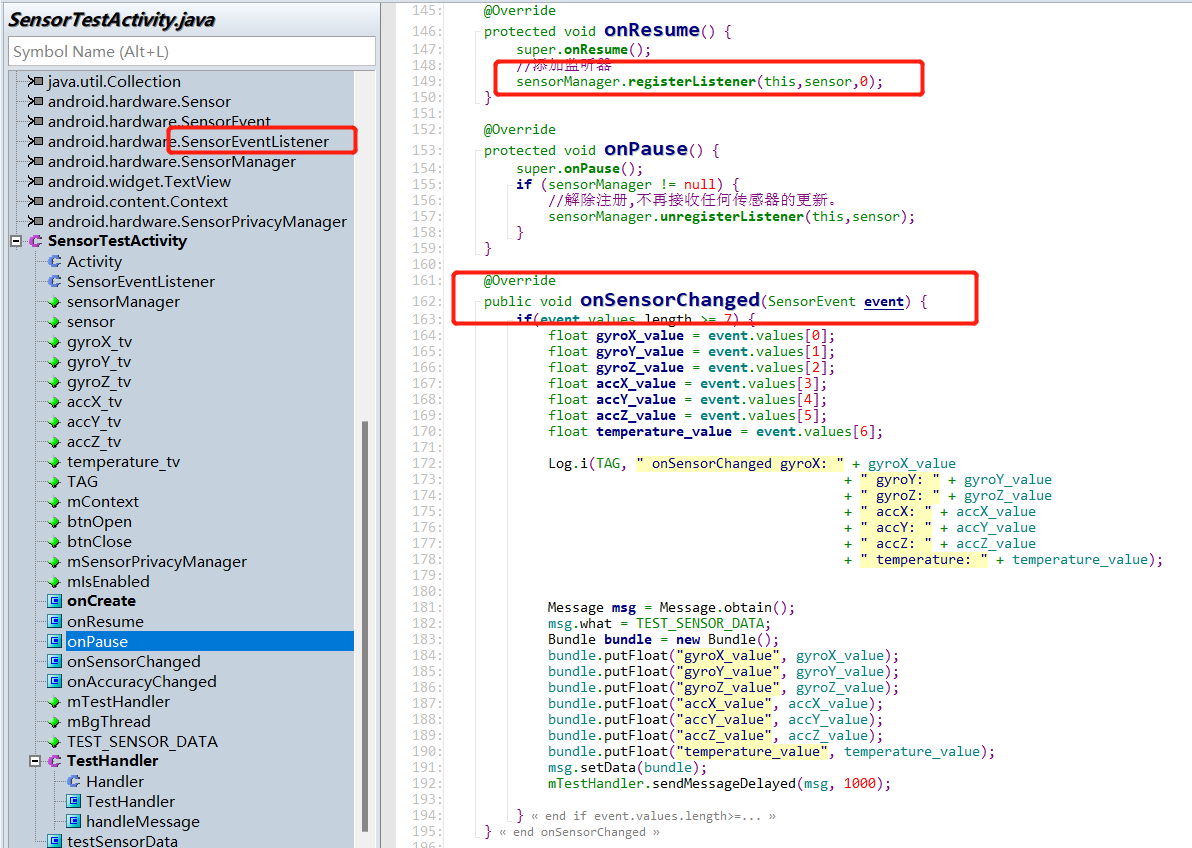 SensorTestActivity.java
Symbol Name (Alt+L)
java.util.Collection
android.hardware.Sensor
android.hardware.SensorEvent
android.hardware.SensorEventListener
android.hardware.SensorManager
android.widget.TextView
android.content.Context
android.hardware.SensorPrivacyManager
SensorTestActivity
Activity
SensorEventListener
sensorManager
sensor
gyroX_tv
gyroY_tv
gyroZ_tv
accX_tv
accY_tv
accZ_tv
temperature_tv
TAG
mContext
btnOpen
btnClose
mSensorPrivacyManager
mIsEnabled
onCreate
onResume
onPause
onSensorChanged
onAccuracyChanged
mTestHandler
mBgThread
TEST_SENSOR_DATA
TestHandler
Handler
TestHandler
handleMessage
testSensorData
145: @Override
146: protected void onResume() {
147: super.onResume();
148: //添加监听器
149: sensorManager.registerListener(this,sensor,0);
150: }
151:
152: @Override
153: protected void onPause() {
154: super.onPause();
155: if (sensorManager != null) {
156: //解除注册,不再接收任何传感器的更新。
157: sensorManager.unregisterListener(this,sensor);
158: }
159: }
160:
161: @Override
162: public void onSensorChanged(SensorEvent event) {
163: if(event.values.length >= 7) {
164: float gyroX_value = event.values[0];
165: float gyroY_value = event.values[1];
166: float gyroZ_value = event.values[2];
167: float accX_value = event.values[3];
168: float accY_value = event.values[4];
169: float accZ_value = event.values[5];
170: float temperature_value = event.values[6];
171:
172: Log.i(TAG, " onSensorChanged gyroX: " + gyroX_value
173: + " gyroY: " + gyroY_value
174: + " gyroZ: " + gyroZ_value
175: + " accX: " + accX_value
176: + " accY: " + accY_value
177: + " accZ: " + accZ_value
178: + " temperature: " + temperature_value);
179:
180:
181: Message msg = Message.obtain();
182: msg.what = TEST_SENSOR_DATA;
183: Bundle bundle = new Bundle();
184: bundle.putFloat("gyroX_value", gyroX_value);
185: bundle.putFloat("gyroY_value", gyroY_value);
186: bundle.putFloat("gyroZ_value", gyroZ_value);
187: bundle.putFloat("accX_value", accX_value);
188: bundle.putFloat("accY_value", accY_value);
189: bundle.putFloat("accZ_value", accZ_value);
190: bundle.putFloat("temperature_value", temperature_value);
191: msg.setData(bundle);
192: mTestHandler.sendMessageDelayed(msg, 1000);
193:
194: } « end if event.values.length>=... »
195: } « end onSensorChanged »
196: